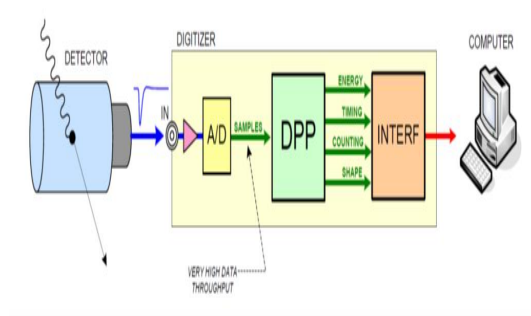 DETECTOR
DIGITIZER
COMPUTER
IN
A/D
SAMPLES
DPP
ENERGY
TIMING
COUNTING
SHAPE
INTERF
VERY HIGH DATA
THROUGHPUT